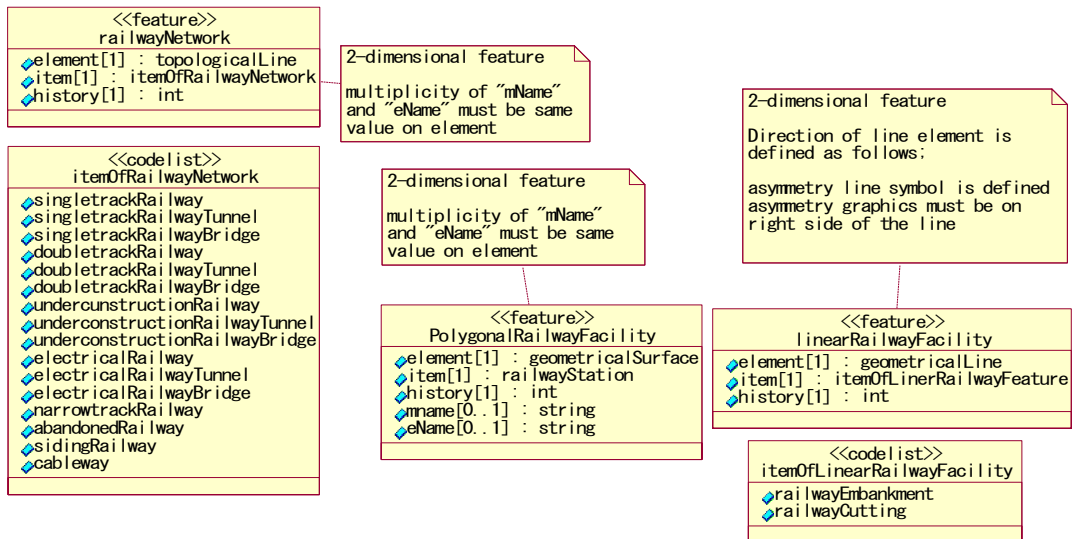 <<feature>>
railwayNetwork
element[1] : topologicalLine
item[1] : itemOfRailwayNetwork
history[1] : int
2-dimensional feature
multiplicity of "mName"
and "eName" must be same
value on element
<<codelist>>
itemOfRailwayNetwork
singletrackRailway
singletrackRailwayTunnel
singletrackRailwayBridge
doubletrackRailway
doubletrackRailwayTunnel
doubletrackRailwayBridge
undercunstructionRailway
underconstructionRailwayTunnel
underconstructionRailwayBridge
electricalRailway
electricalRailwayTunnel
electricalRailwayBridge
narrowtrackRailway
abandonedRailway
sidingRailway
cableway
2-dimensional feature
multiplicity of "mName"
and "eName" must be same
value on element
<<feature>>
PolygonalRailwayFacility
element[1] : geometricalSurface
item[1] : railwayStation
history[1] : int
mname[0..1] : string
eName[0..1] : string
2-dimensional feature
Direction of line element is
defined as follows;
asymmetry line symbol is defined
asymmetry graphics must be on
right side of the line
<<feature>>
linearRailwayFacility
element[1] : geometricalLine
item[1] : itemOfLinerRailwayFeature
history[1] : int
<<codelist>>
itemOfLinearRailwayFacility
railwayEmbankment
railwayCutting